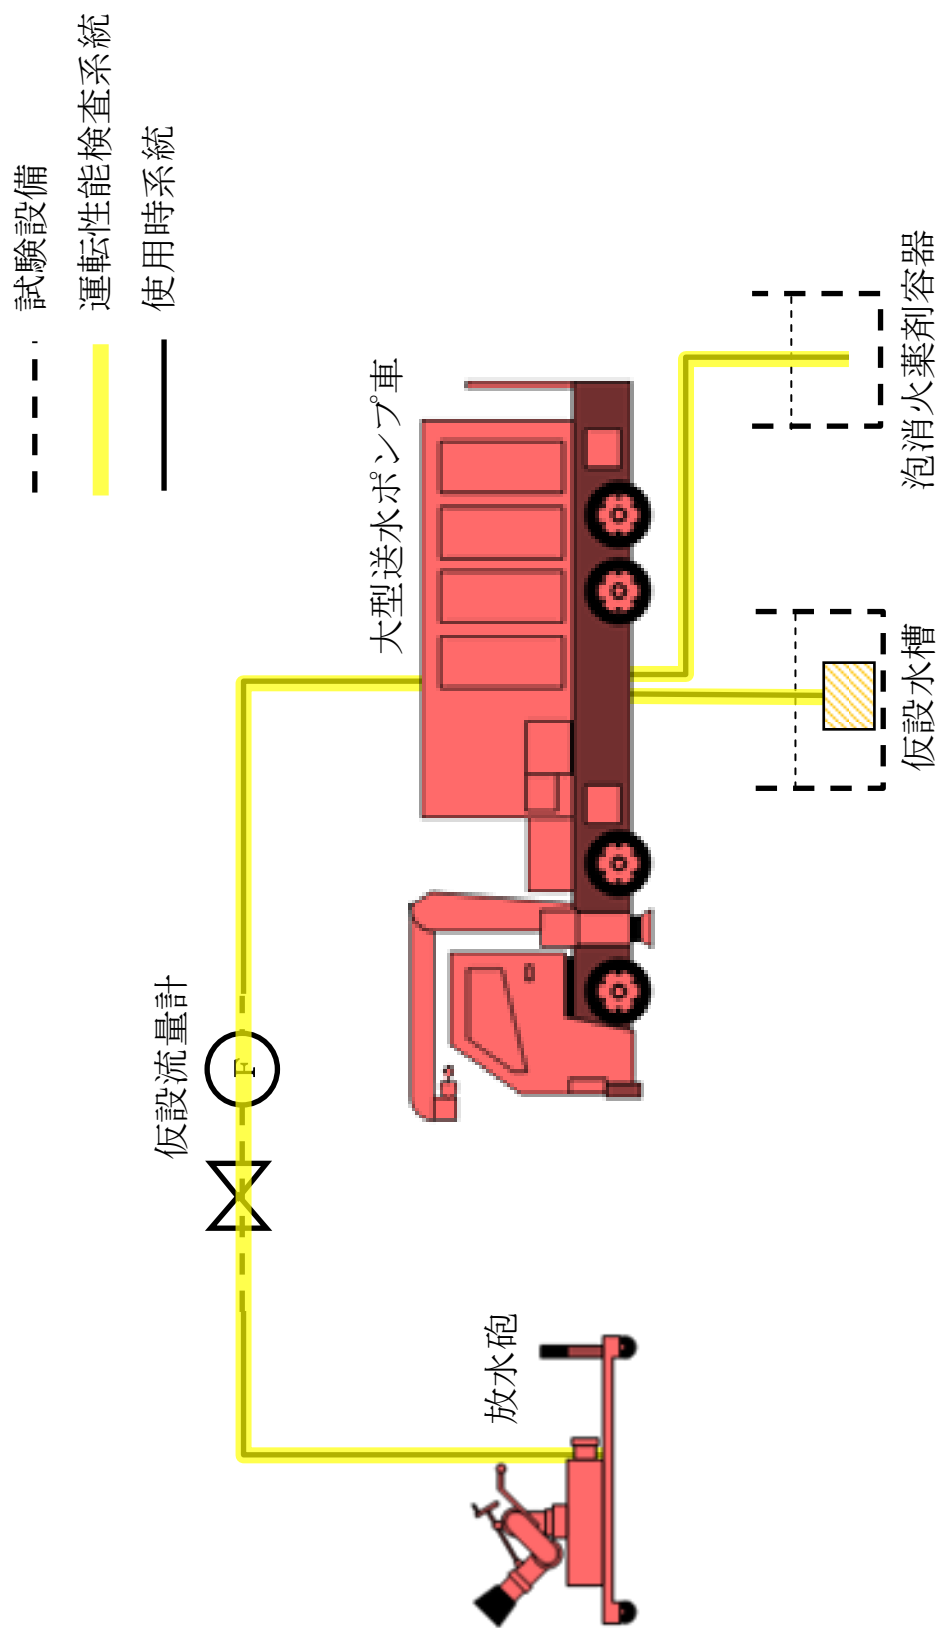 試験設備
運転性能検査系統
使用時系統
仮設流量計
F
大型送水ポンプ車
放水砲
仮設水槽
泡消火薬剤容器